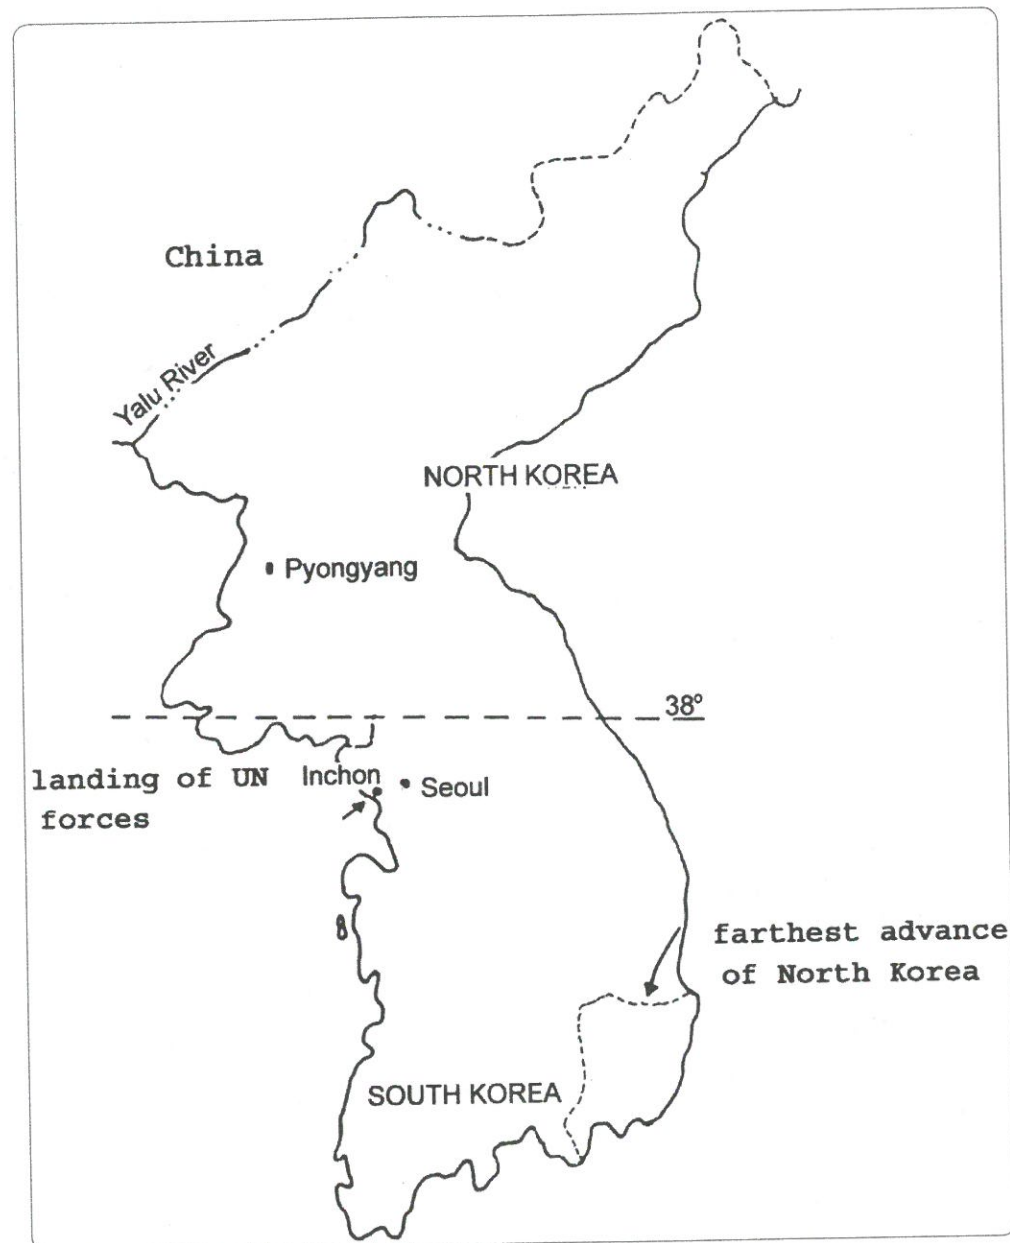 China
Yalu River
NORTH KOREA
Pyongyang
38º
landing of UN
forces
Inchon
Seoul
farthest advance
of North Korea
SOUTH KOREA